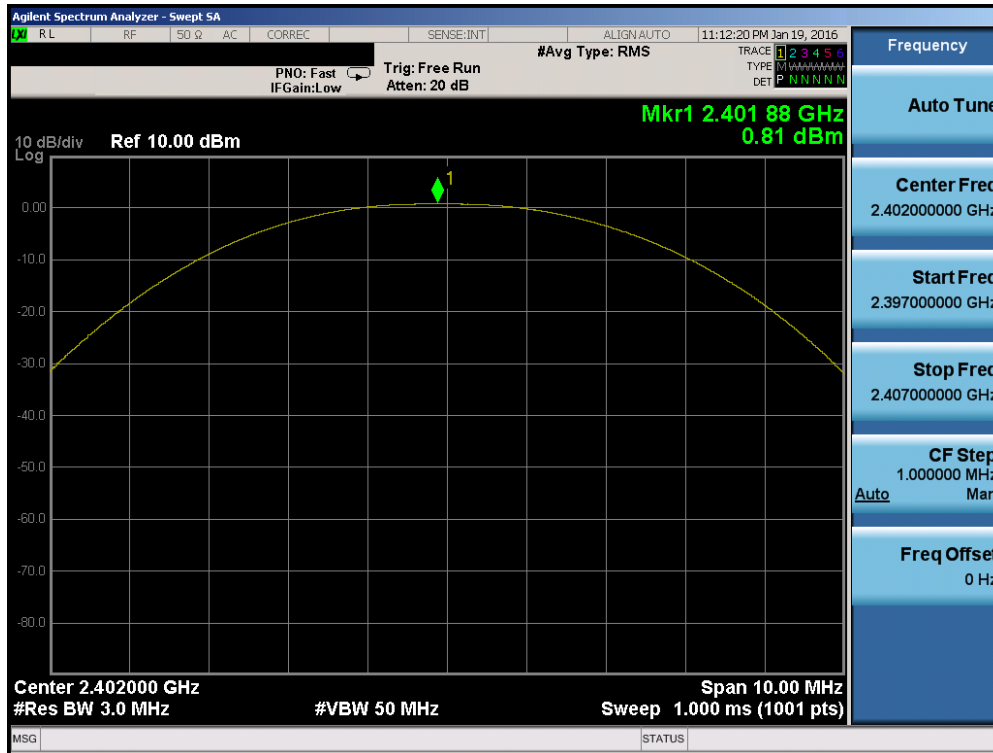 Agilent Spectrum Analyzer - Swept SA
LXI RL RF 50 Ω AC CORREC SENSE:INT ALIGN AUTO 11:12:20 PM Jan 19, 2016
#Avg Type: RMS TRACE 1 2 3 4 5 6
PNO: Fast Trig: Free Run TYPE M WWWWW
IFGain:Low Atten: 20 dB DET P N N N N N
Mkr1 2.401 88 GHz
10 dB/div Ref 10.00 dBm 0.81 dBm
Log
1
0.00
-10.0
-20.0
-30.0
-40.0
-50.0
-60.0
-70.0
-80.0
Center 2.402000 GHz Span 10.00 MHz
#Res BW 3.0 MHz #VBW 50 MHz Sweep 1.000 ms (1001 pts)
MSG STATUS
Frequency
Auto Tune
Center Freq
2.402000000 GHz
Start Freq
2.397000000 GHz
Stop Freq
2.407000000 GHz
CF Step
1.000000 MHz
Auto Man
Freq Offset
0 Hz